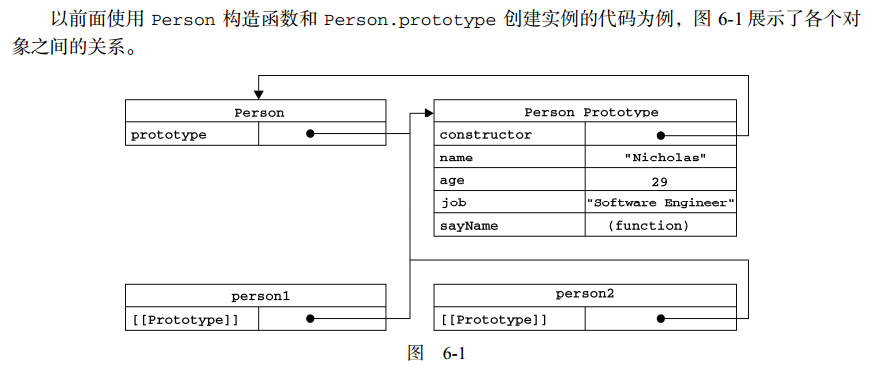 以前面使用 Person 构造函数和 Person.prototype 创建实例的代码为例，图 6-1 展示了各个对
象之间的关系。
Person
prototype
Person Prototype
constructor
name "Nicholas"
age 29
job "Software Engineer"
sayName (function)
person1
[[Prototype]]
person2
[[Prototype]]
图 6-1